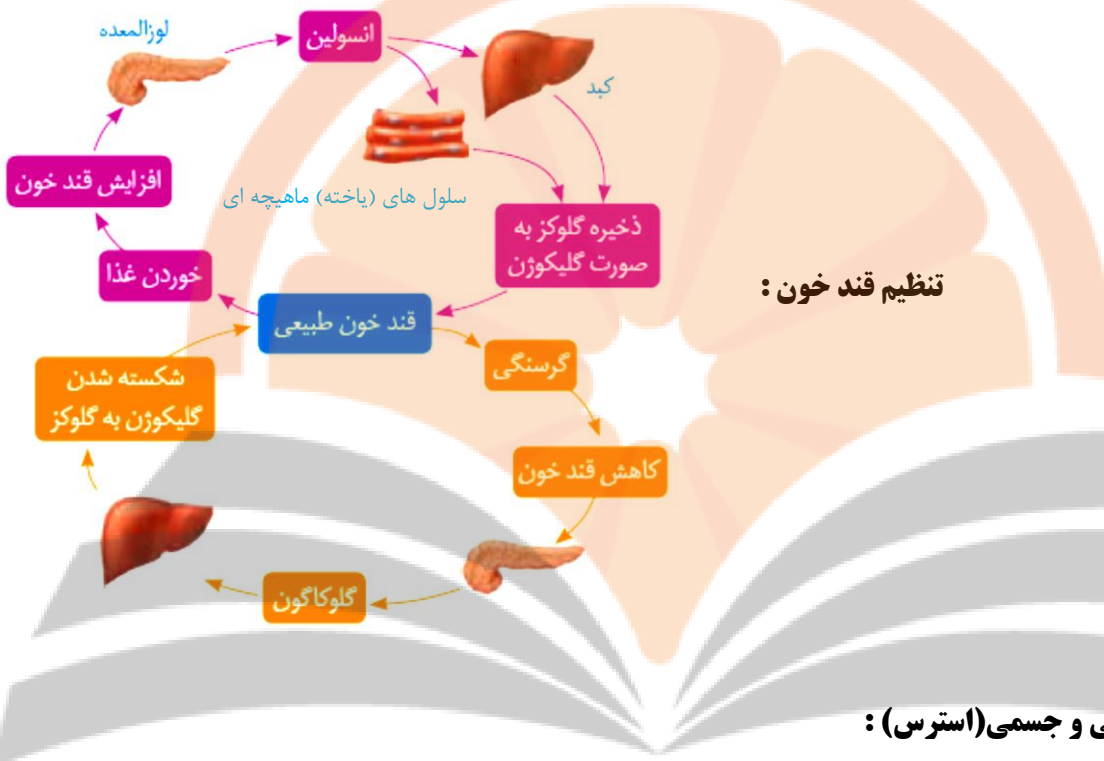 لوزالمعده
انسولین
کبد
افزایش قند خون
سلول های (یاخته) ماهیچه ای
ذخیره گلوکز به
صورت گلیکوژن
خوردن غذا
تنظیم قند خون :
قند خون طبیعی
گرسنگی
شکسته شدن
گلیکوژن به گلوکز
کاهش قند خون
گلوکاگون
و جسمی(استرس) :